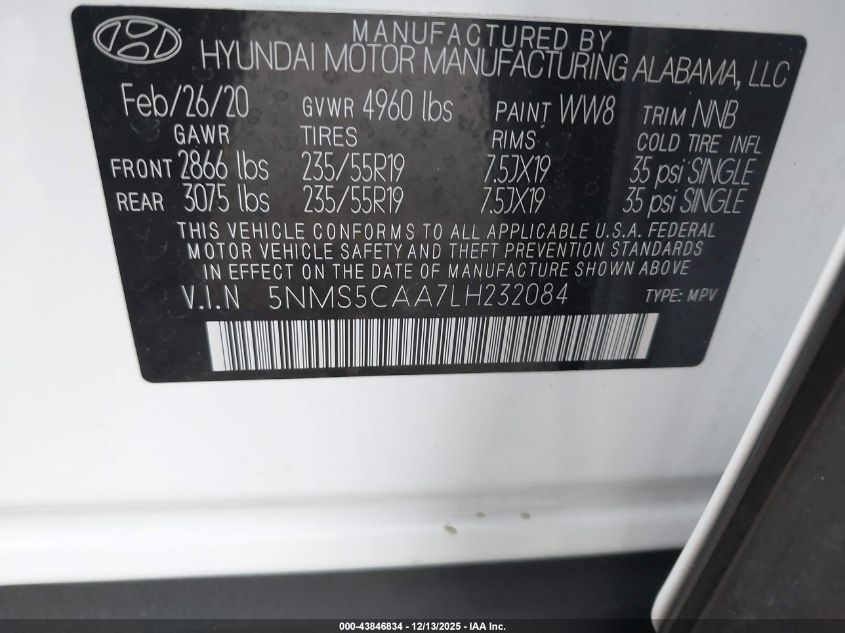 MANUFACTURED BY
HYUNDAI MOTOR MANUFACTURING ALABAMA, LLC
Feb/26/20 GVWR 4960 lbs PAINT WW8 TRIM NNB
GAWR TIRES RIMS COLD TIRE INFL
FRONT 2866 lbs 235/55R19 7.5JX19 35 psi SINGLE
REAR 3075 lbs 235/55R19 7.5JX19 35 psi SINGLE
THIS VEHICLE CONFORMS TO ALL APPLICABLE U.S.A. FEDERAL
MOTOR VEHICLE SAFETY AND THEFT PREVENTION STANDARDS
IN EFFECT ON THE DATE OF MANUFACTURE SHOWN ABOVE
V.I.N 5NMS5CAA7LH232084 TYPE: MPV
000-43846834 - 12/13/2025 - IAA Inc.